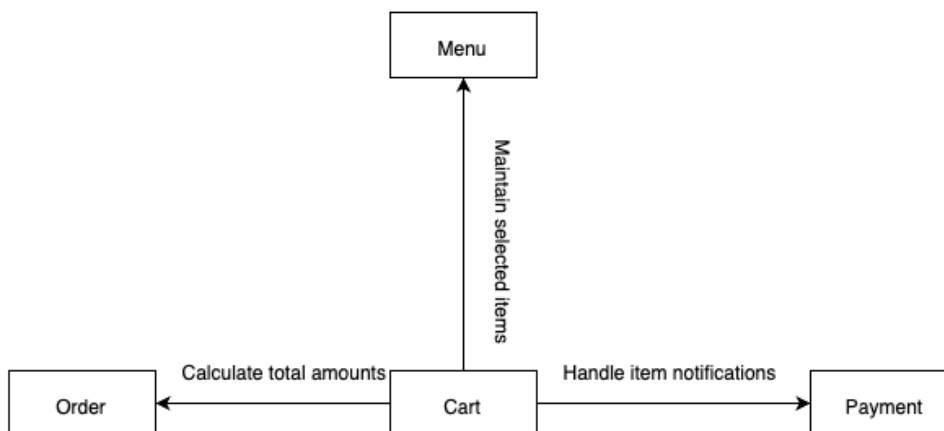 Menu
Maintain selected items
Calculate total amounts
Handle item notifications
Order
Cart
Payment